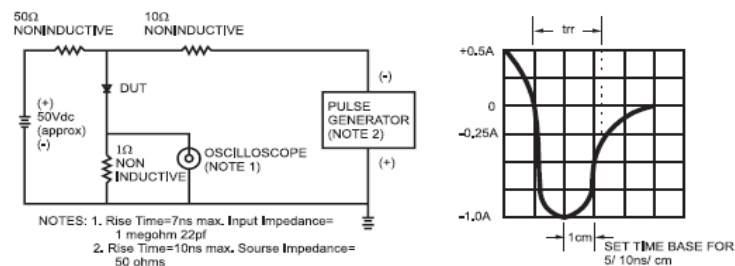 50Ω
NONINDUCTIVE
10Ω
NONINDUCTIVE
DUT
(+)
50Vdc
(approx)
(-)
1Ω
NON
INDUCTIVE
OSCILLOSCOPE
(NOTE 1)
(-)
PULSE
GENERATOR
(NOTE 2)
(+)
NOTES: 1. Rise Time=7ns max. Input Impedance=
1 megohm 22pf
2. Rise Time=10ns max. Sourse Impedance=
50 ohms
trr
+0.5A
0
-0.25A
-1.0A
1cm
SET TIME BASE FOR
5/ 10ns/ cm